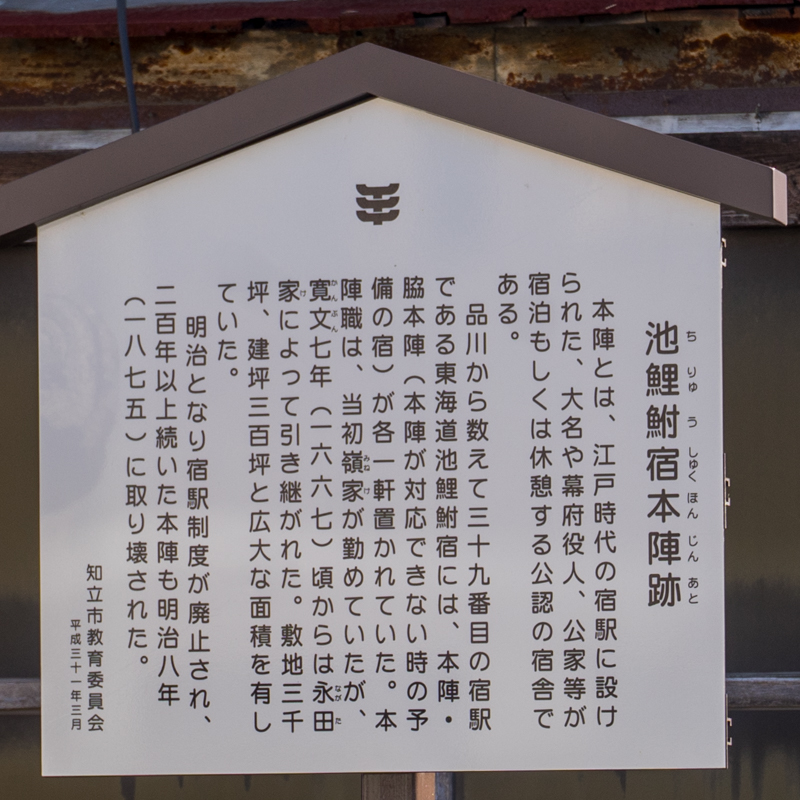 池鯉鮒宿本陣跡
ち りゅ う しゅく ほん じん あと
本陣とは、江戸時代の宿駅に設け
られた、大名や幕府役人、公家等が
宿泊もしくは休憩する公認の宿舎で
ある。
品川から数えて三十九番目の宿駅
である東海道池鯉鮒宿には、本陣・
脇本陣（本陣が対応できない時の予
備の宿）が各一軒置かれていた。本
陣職は、当初嶺家が勤めていたが、
みね け
寛文七年（一六六七）頃からは永田
かん ぶん
ながた
家によって引き継がれた。敷地三千
け
坪、建坪三百坪と広大な面積を有し
ていた。
明治となり宿駅制度が廃止され、
二百年以上続いた本陣も明治八年
（一八七五）に取り壊された。
知立市教育委員会
平成三十一年三月